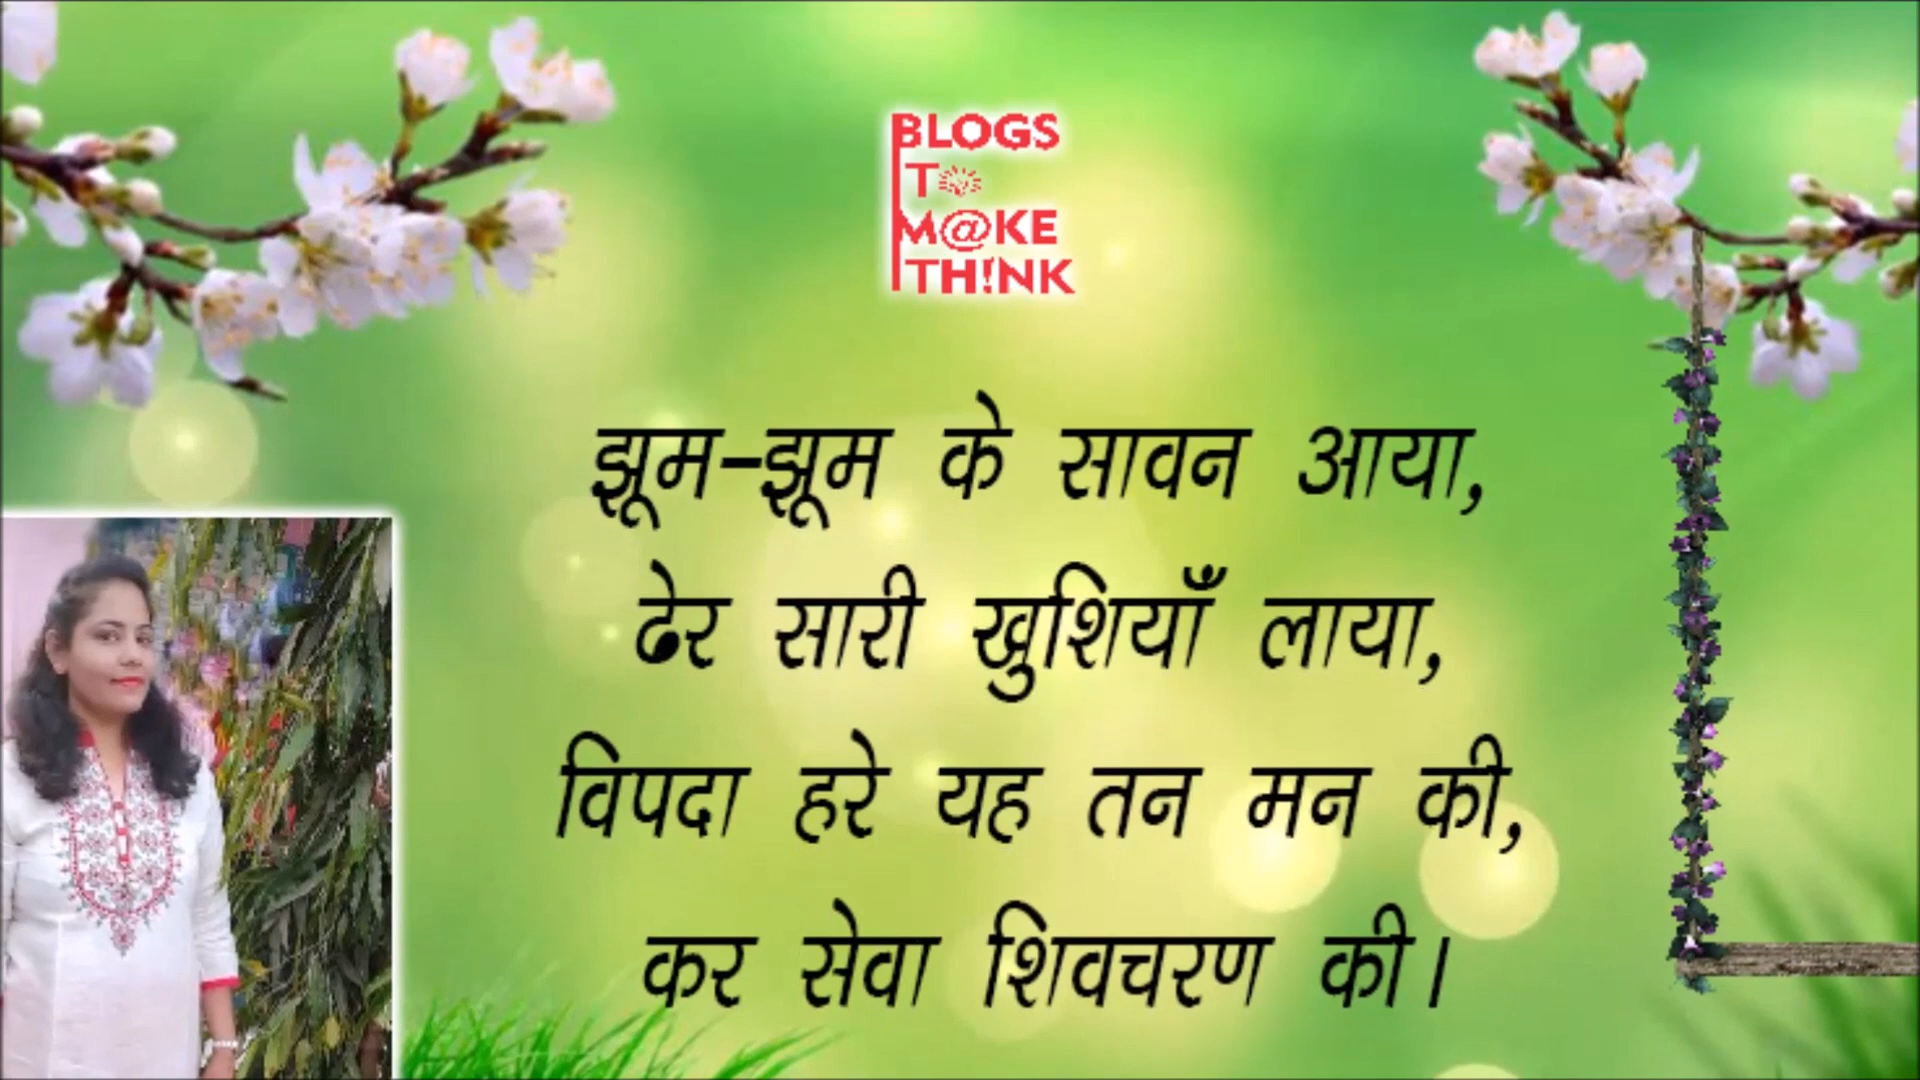 BLOGS
TO
M@KE
TH!NK
झूम-झूम के सावन आया,
ढेर सारी खुशियाँ लाया,
विपदा हरे यह तन मन की,
कर सेवा शिवचरण की।